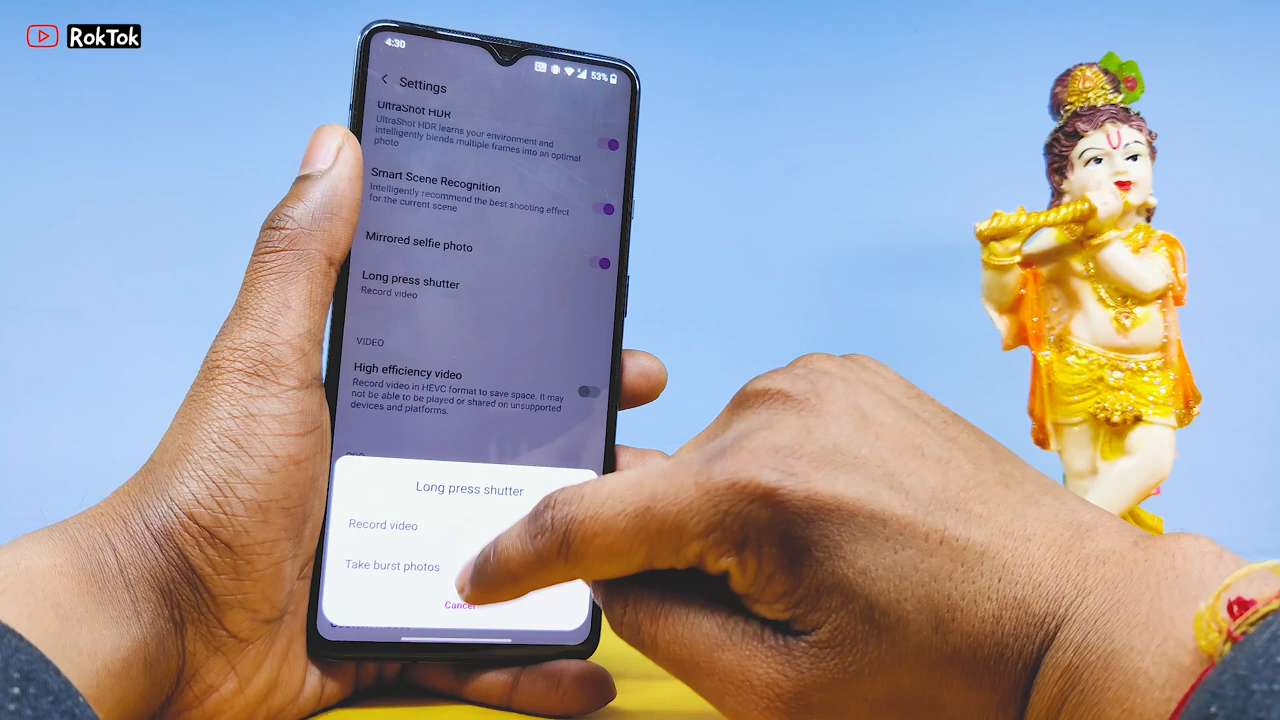 RokTok
4:30
53%
Settings
UltraShot HDR
UltraShot HDR learns your environment and
intelligently blends multiple frames into an optimal
photo
Smart Scene Recognition
Intelligently recommend the best shooting effect
for the current scene
Mirrored selfie photo
Long press shutter
Record video
VIDEO
High efficiency video
Record video in HEVC format to save space. It may
not be able to be played or shared on unsupported
devices and platforms.
Long press shutter
Record video
Take burst photos
Cancel